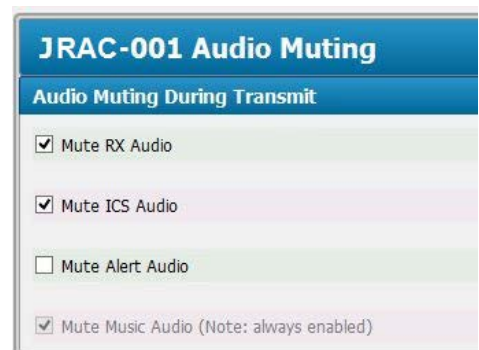 JRAC-001 Audio Muting
Audio Muting During Transmit
Mute RX Audio
Mute ICS Audio
Mute Alert Audio
Mute Music Audio (Note: always enabled)